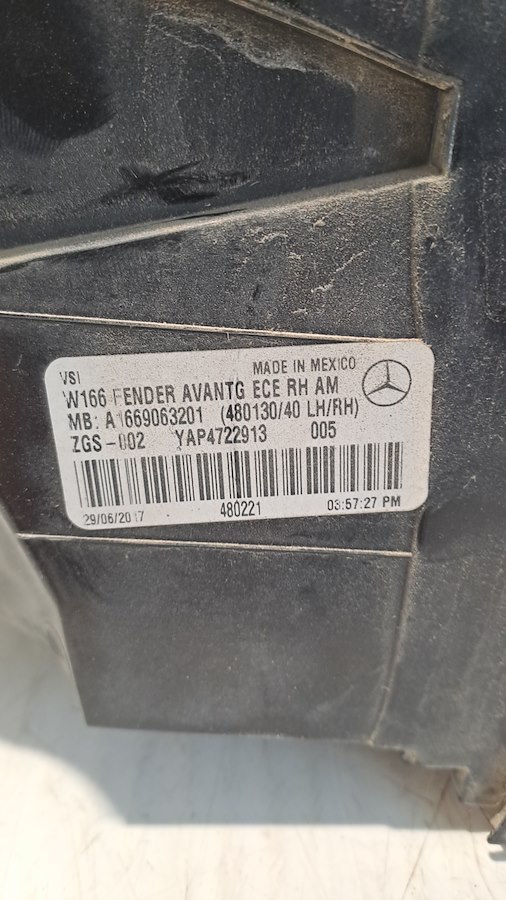 VSI MADE IN MEXICO
W166 FENDER AVANTG ECE RH AM
MB: A1669063201 (480130/40 LH/RH)
ZGS-002 YAP4722913 005
29/06/2017 480221 03:57:27 PM